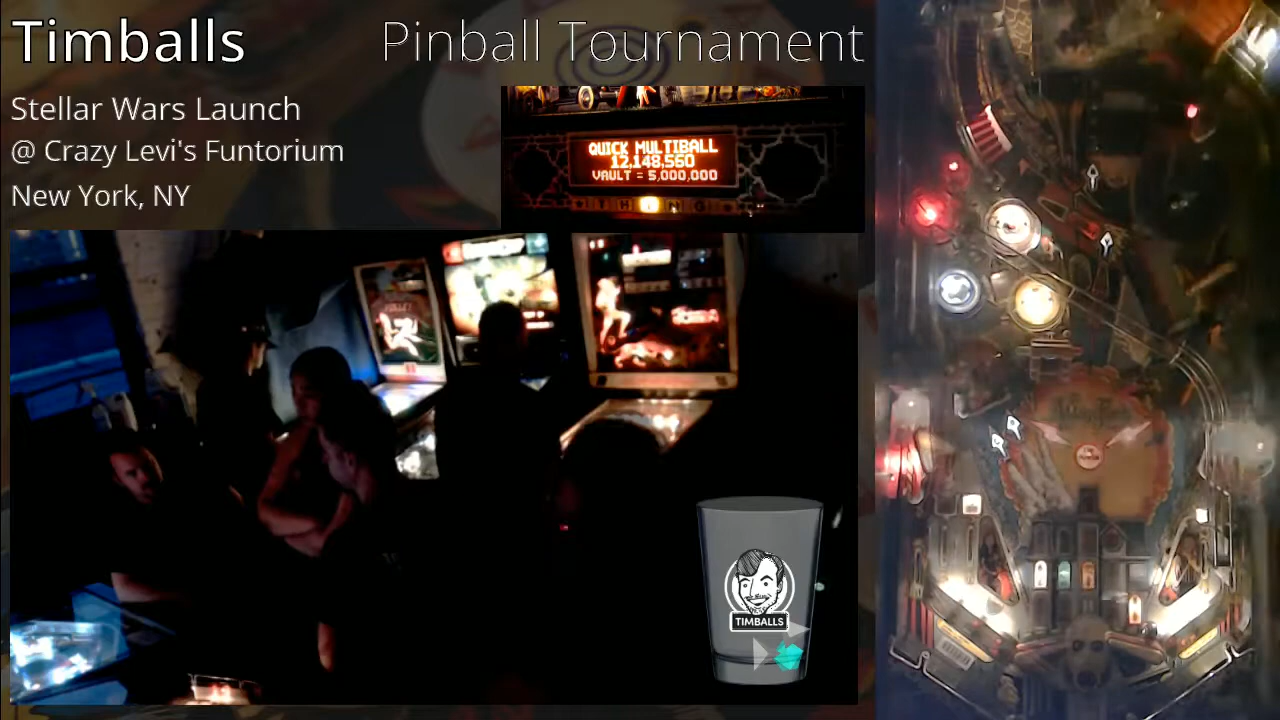 Timballs
Pinball Tournament
Stellar Wars Launch
@ Crazy Levi's Funtorium
New York, NY
QUICK MULTIBALL
12,148,560
VAULT = 5,000,000
T H I N G
TIMBALLS